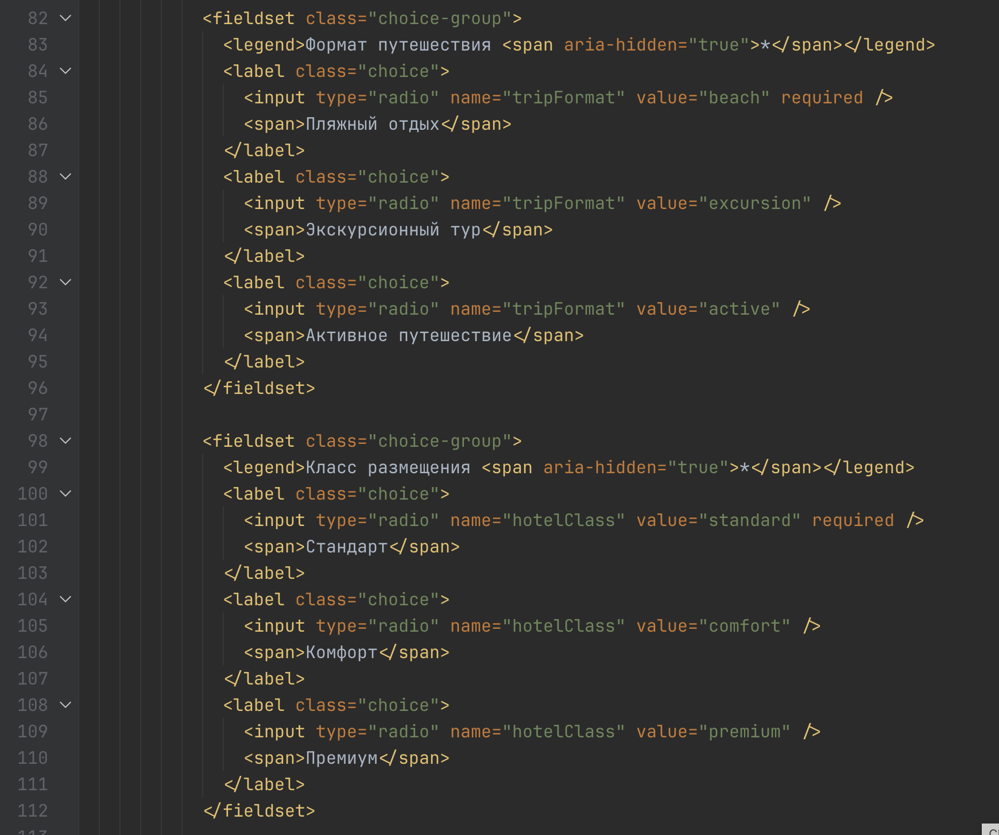 82 <fieldset class="choice-group">
83 <legend>Формат путешествия <span aria-hidden="true">*</span></legend>
84 <label class="choice">
85 <input type="radio" name="tripFormat" value="beach" required />
86 <span>Пляжный отдых</span>
87 </label>
88 <label class="choice">
89 <input type="radio" name="tripFormat" value="excursion" />
90 <span>Экскурсионный тур</span>
91 </label>
92 <label class="choice">
93 <input type="radio" name="tripFormat" value="active" />
94 <span>Активное путешествие</span>
95 </label>
96 </fieldset>
97
98 <fieldset class="choice-group">
99 <legend>Класс размещения <span aria-hidden="true">*</span></legend>
100 <label class="choice">
101 <input type="radio" name="hotelClass" value="standard" required />
102 <span>Стандарт</span>
103 </label>
104 <label class="choice">
105 <input type="radio" name="hotelClass" value="comfort" />
106 <span>Комфорт</span>
107 </label>
108 <label class="choice">
109 <input type="radio" name="hotelClass" value="premium" />
110 <span>Премиум</span>
111 </label>
112 </fieldset>